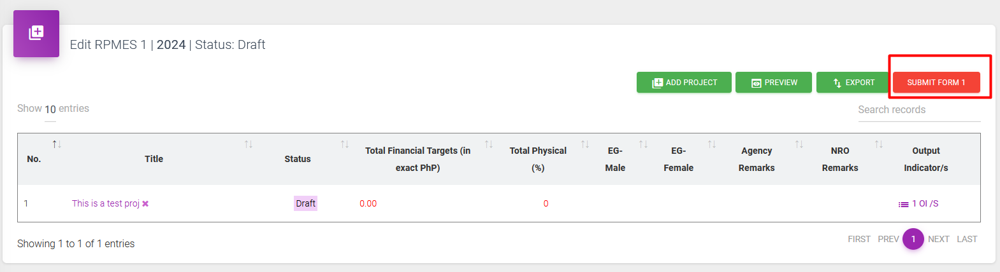 Edit RPMES 1 | 2024 | Status: Draft
ADD PROJECT PREVIEW EXPORT SUBMIT FORM 1
Show 10 entries Search records
No. Title Status Total Financial Targets (in exact PhP) Total Physical (%) EG-Male EG-Female Agency Remarks NRO Remarks Output Indicator/s
1 This is a test proj Draft 0.00 0 1 OI /S
Showing 1 to 1 of 1 entries FIRST PREV 1 NEXT LAST